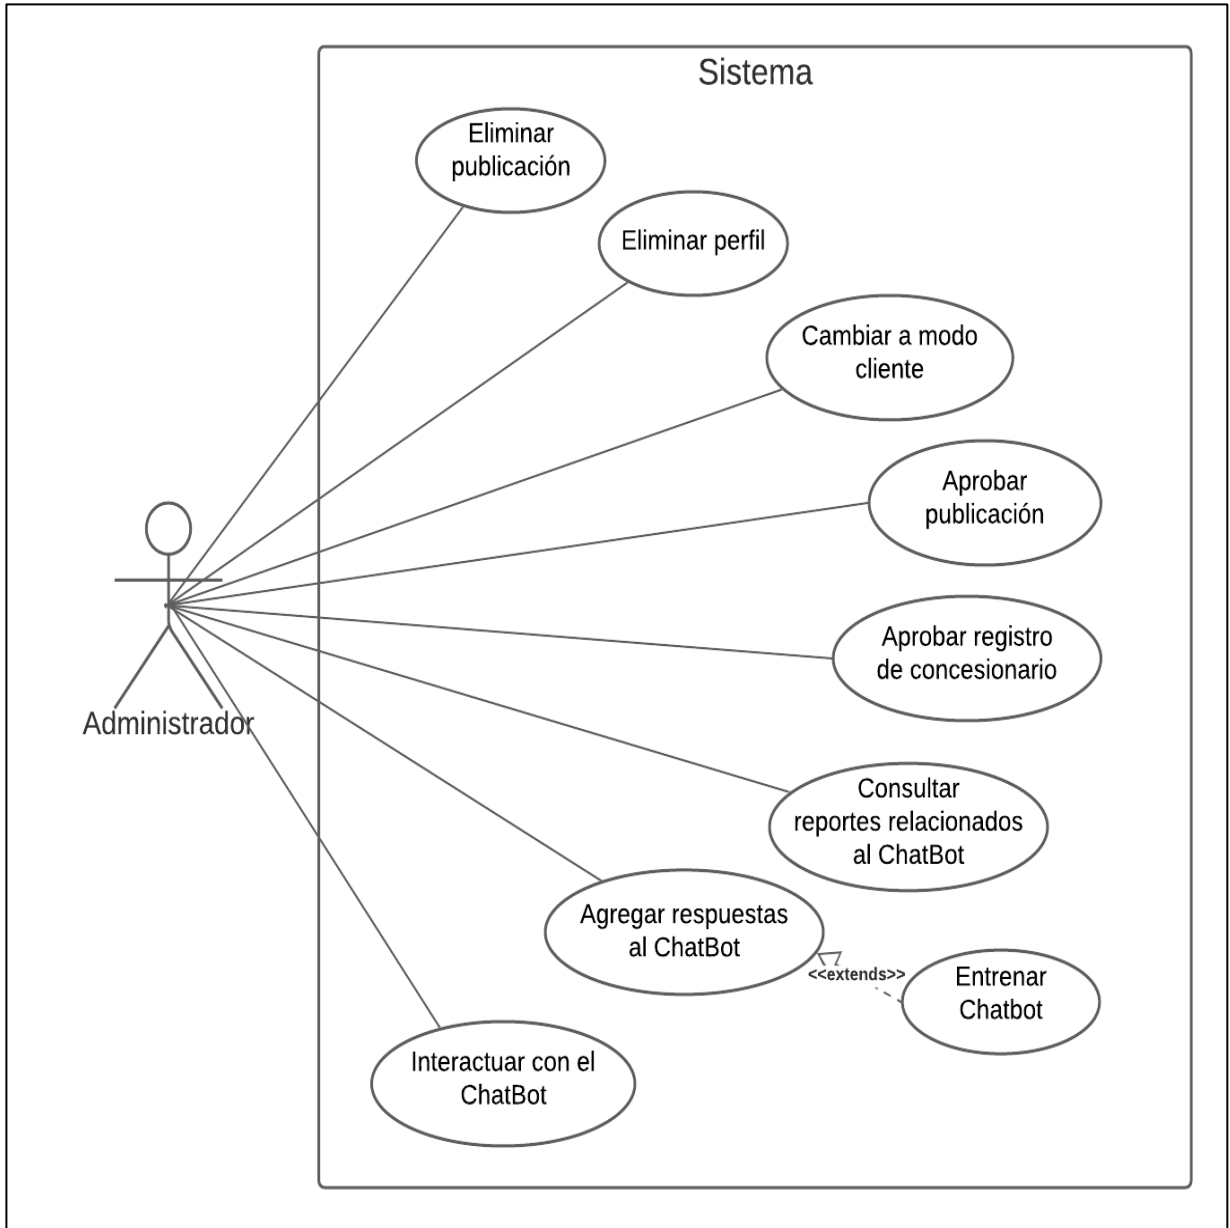 Sistema
Eliminar
publicación
Eliminar perfil
Cambiar a modo
cliente
Aprobar
publicación
Aprobar registro
de concesionario
Administrador
Consultar
reportes relacionados
al ChatBot
Agregar respuestas
al ChatBot
<<extends>>
Entrenar
Chatbot
Interactuar con el
ChatBot